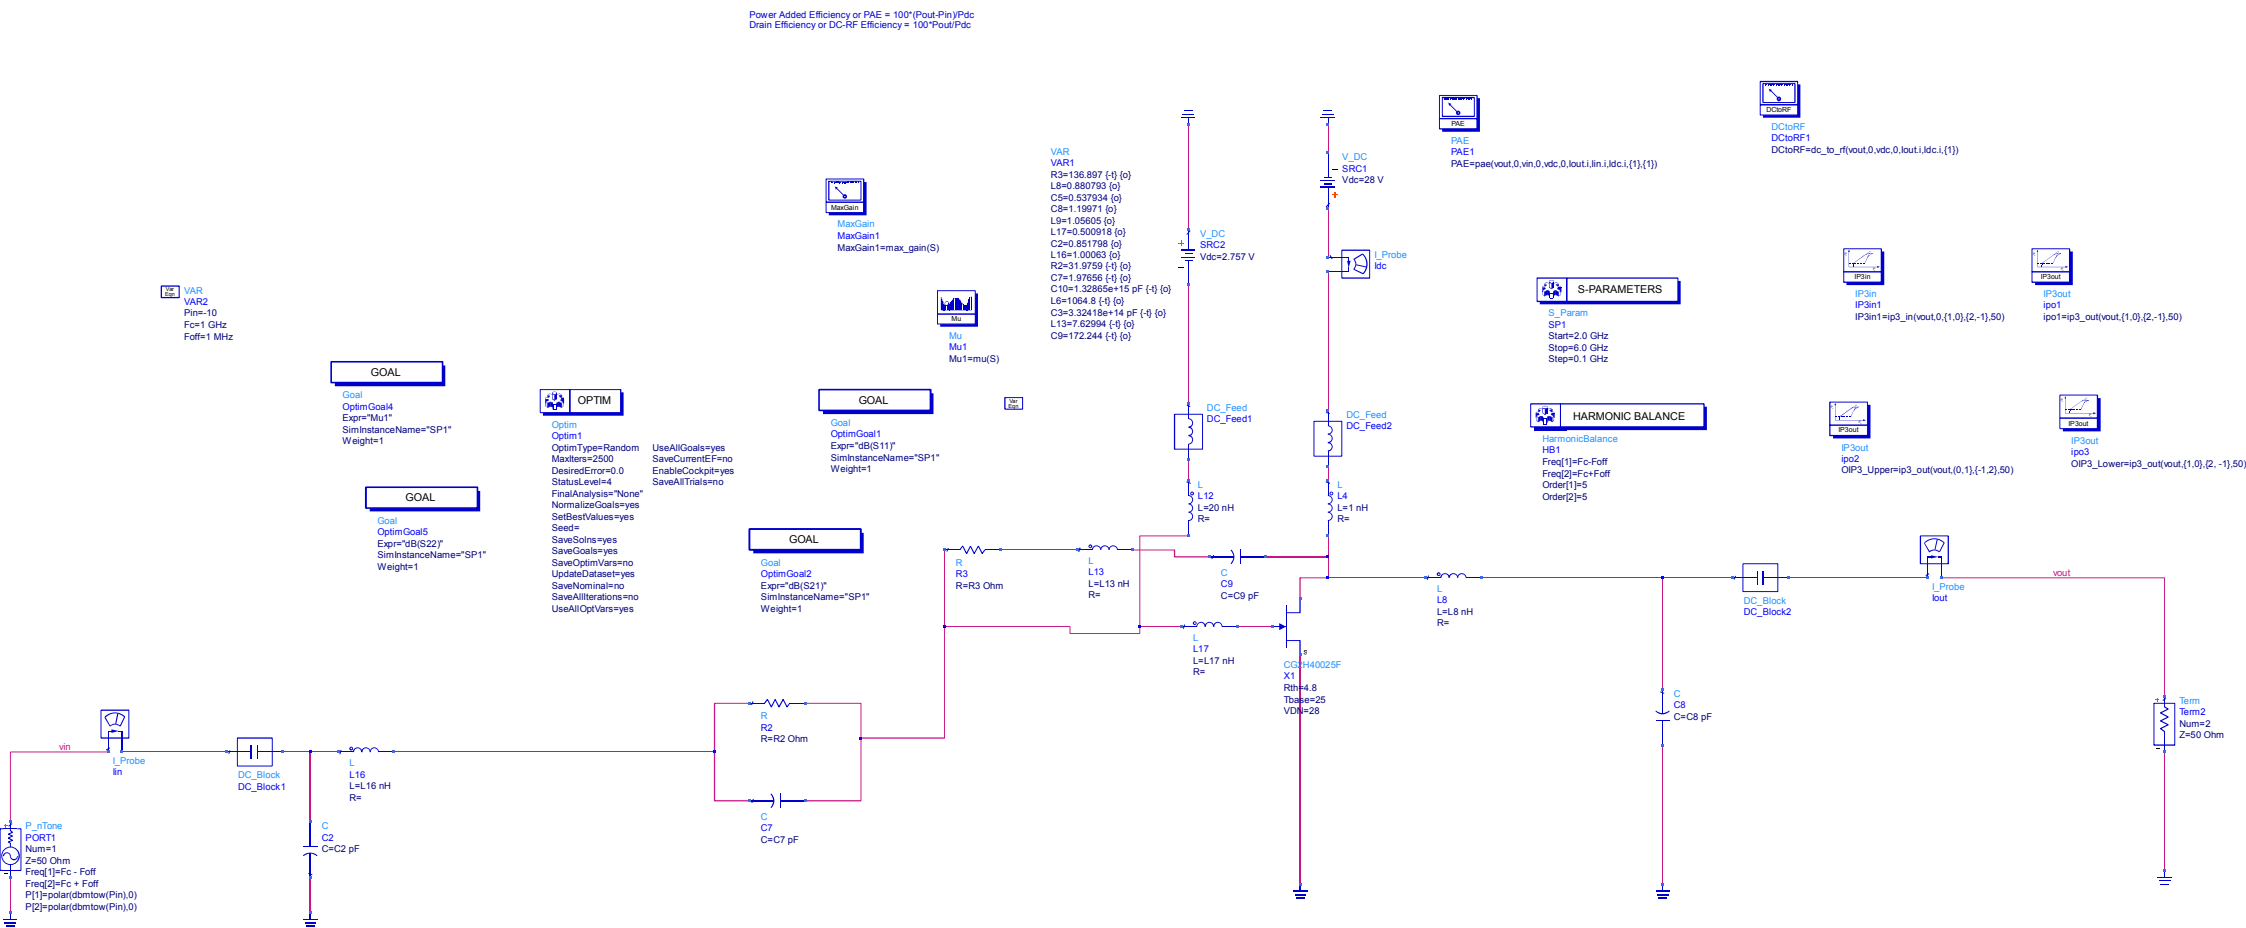 Power Added Efficiency or PAE = 100*(Pout-Pin)/Pdc
Drain Efficiency or DC-RF Efficiency = 100*Pout/Pdc
PAE
PAE
PAE1
PAE=pae(vout,0,vin,0,vdc,0,Iout.i,Iin.i,Idc.i,{1},{1})
DCtoRF
DCtoRF
DCtoRF1
DCtoRF=dc_to_rf(vout,0,vdc,0,Iout.i,Idc.i,{1})
VAR
VAR1
R3=136.897 {-t} {o}
L8=0.880793 {o}
C5=0.537934 {o}
C8=1.19971 {o}
L9=1.05605 {o}
L17=0.500918 {o}
C2=0.851798 {o}
L16=1.00063 {o}
R2=31.9759 {-t} {o}
C7=1.97656 {-t} {o}
C10=1.32865e+15 pF {-t} {o}
L6=1064.8 {-t} {o}
C3=3.32418e+14 pF {-t} {o}
L13=7.62994 {-t} {o}
C9=172.244 {-t} {o}
V_DC
SRC1
Vdc=28 V
V_DC
SRC2
Vdc=2.757 V
I_Probe
Idc
MaxGain
MaxGain
MaxGain1
MaxGain1=max_gain(S)
Var
Eqn
VAR
VAR2
Pin=-10
Fc=1 GHz
Foff=1 MHz
Mu
Mu
Mu1
Mu1=mu(S)
S-PARAMETERS
S_Param
SP1
Start=2.0 GHz
Stop=6.0 GHz
Step=0.1 GHz
IP3in
IP3in
IP3in1
IP3in1=ip3_in(vout,0,{1,0},{2,-1},50)
IP3out
IP3out
ipo1
ipo1=ip3_out(vout,{1,0},{2,-1},50)
GOAL
Goal
OptimGoal4
Expr="Mu1"
SimInstanceName="SP1"
Weight=1
OPTIM
Optim
Optim1
OptimType=Random
MaxIters=2500
DesiredError=0.0
StatusLevel=4
FinalAnalysis="None"
NormalizeGoals=yes
SetBestValues=yes
Seed=
SaveSolns=yes
SaveGoals=yes
SaveOptimVars=no
UpdateDataset=yes
SaveNominal=no
SaveAllIterations=no
UseAllOptVars=yes
UseAllGoals=yes
SaveCurrentEF=no
EnableCockpit=yes
SaveAllTrials=no
GOAL
Goal
OptimGoal1
Expr="dB(S11)"
SimInstanceName="SP1"
Weight=1
Var
Eqn
DC_Feed
DC_Feed1
DC_Feed
DC_Feed2
HARMONIC BALANCE
HarmonicBalance
HB1
Freq[1]=Fc-Foff
Freq[2]=Fc+Foff
Order[1]=5
Order[2]=5
IP3out
IP3out
ipo2
OIP3_Upper=ip3_out(vout,{0,1},{-1,2},50)
IP3out
IP3out
ipo3
OIP3_Lower=ip3_out(vout,{1,0},{2, -1},50)
GOAL
Goal
OptimGoal5
Expr="dB(S22)"
SimInstanceName="SP1"
Weight=1
GOAL
Goal
OptimGoal2
Expr="dB(S21)"
SimInstanceName="SP1"
Weight=1
L
L12
L=20 nH
R=
L
L4
L=1 nH
R=
R
R3
R=R3 Ohm
L
L13
L=L13 nH
R=
C
C9
C=C9 pF
L
L8
L=L8 nH
R=
DC_Block
DC_Block2
I_Probe
Iout
vout
L
L17
L=L17 nH
R=
S
CG2H40025F
X1
Rth=4.8
Tbase=25
VDN=28
C
C8
C=C8 pF
Term
Term2
Num=2
Z=50 Ohm
R
R2
R=R2 Ohm
C
C7
C=C7 pF
vin
I_Probe
Iin
DC_Block
DC_Block1
L
L16
L=L16 nH
R=
C
C2
C=C2 pF
P_nTone
PORT1
Num=1
Z=50 Ohm
Freq[1]=Fc - Foff
Freq[2]=Fc + Foff
P[1]=polar(dbmtow(Pin),0)
P[2]=polar(dbmtow(Pin),0)